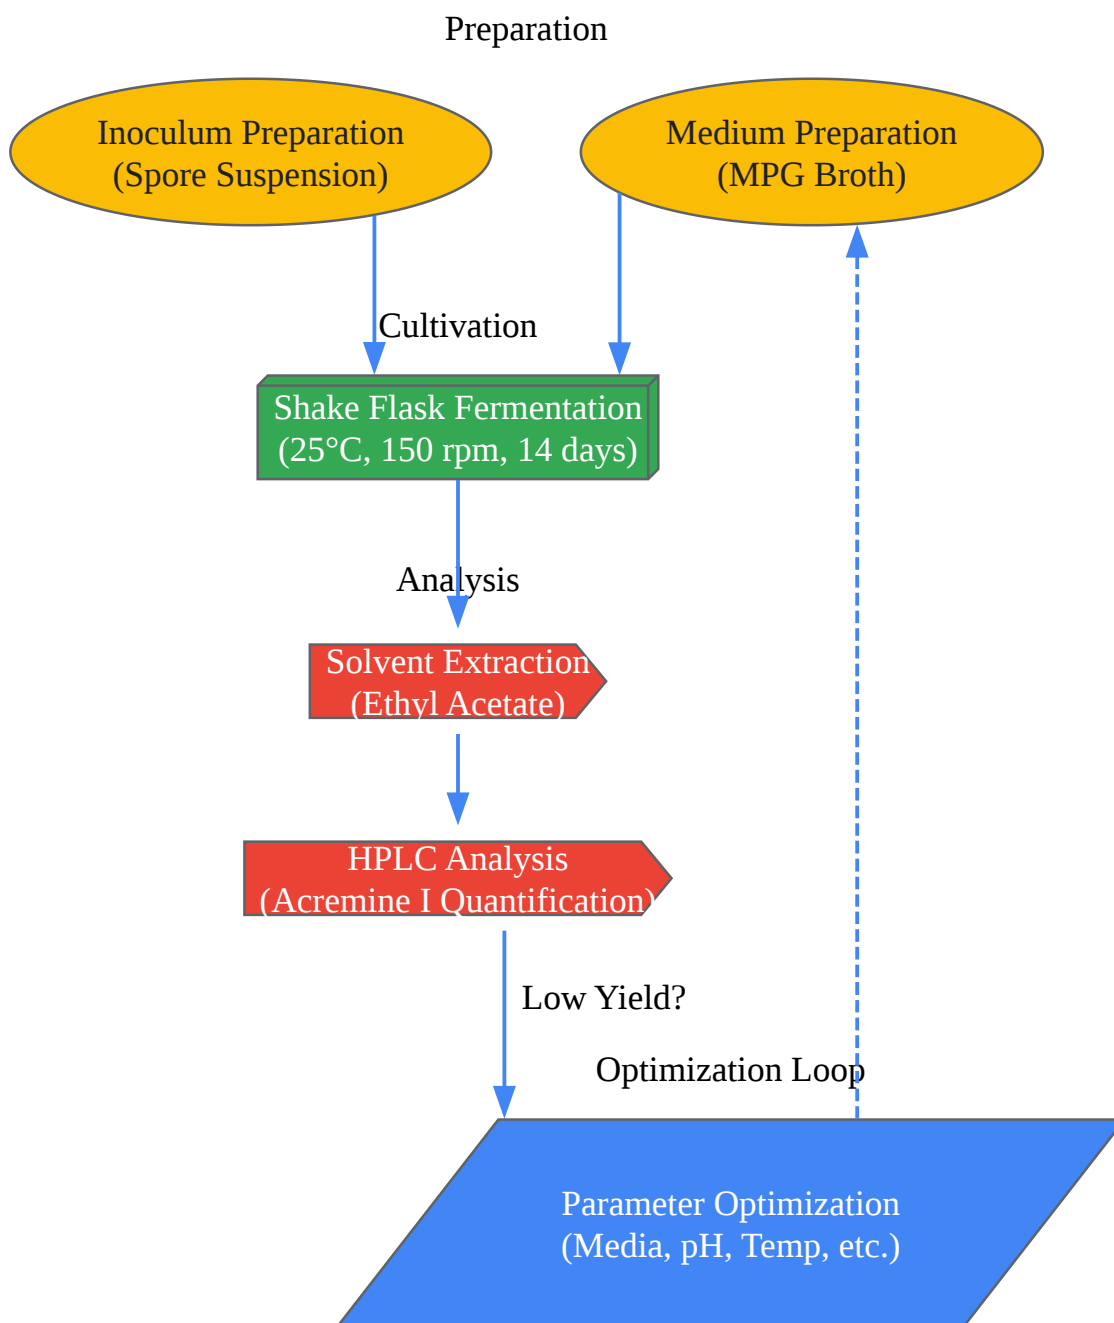 Preparation
Inoculum Preparation
(Spore Suspension)
Medium Preparation
(MPG Broth)
Cultivation
Shake Flask Fermentation
(25°C, 150 rpm, 14 days)
Analysis
Solvent Extraction
(Ethyl Acetate)
HPLC Analysis
(Acremine I Quantification)
Low Yield?
Optimization Loop
Parameter Optimization
(Media, pH, Temp, etc.)